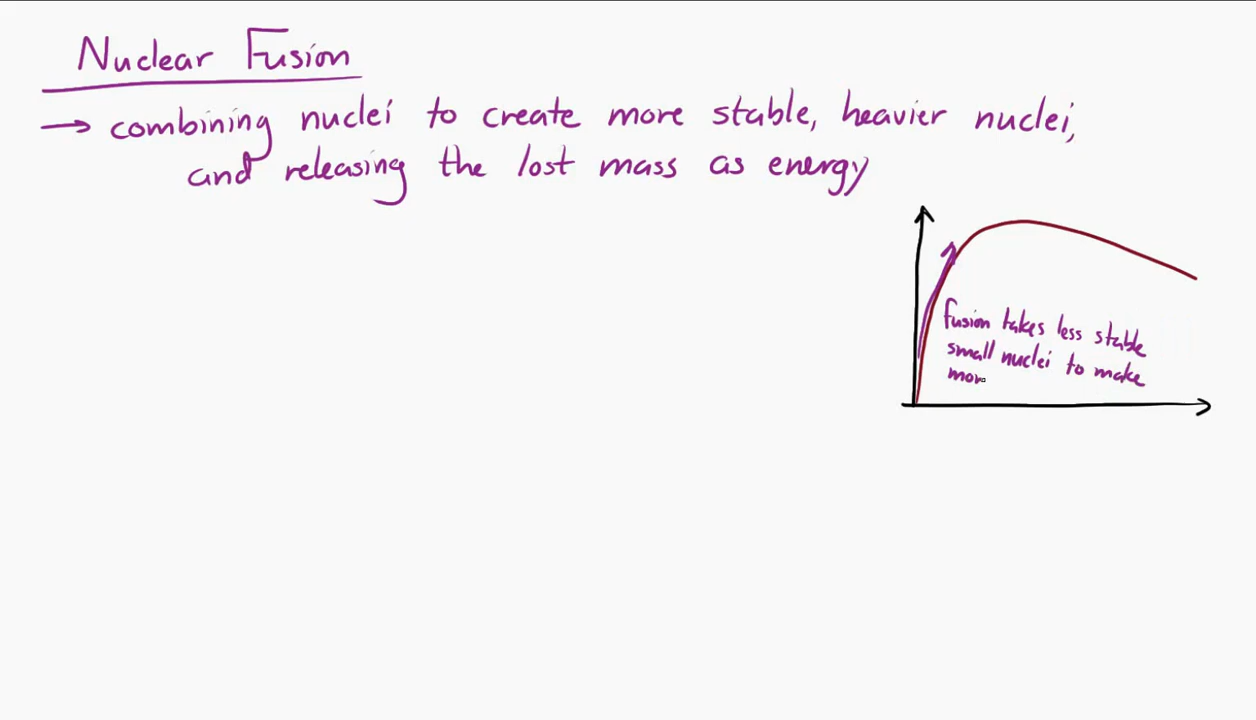 Nuclear Fusion
→ combining nuclei to create more stable, heavier nuclei,
and releasing the lost mass as energy
fusion takes less stable
small nuclei to make
mor